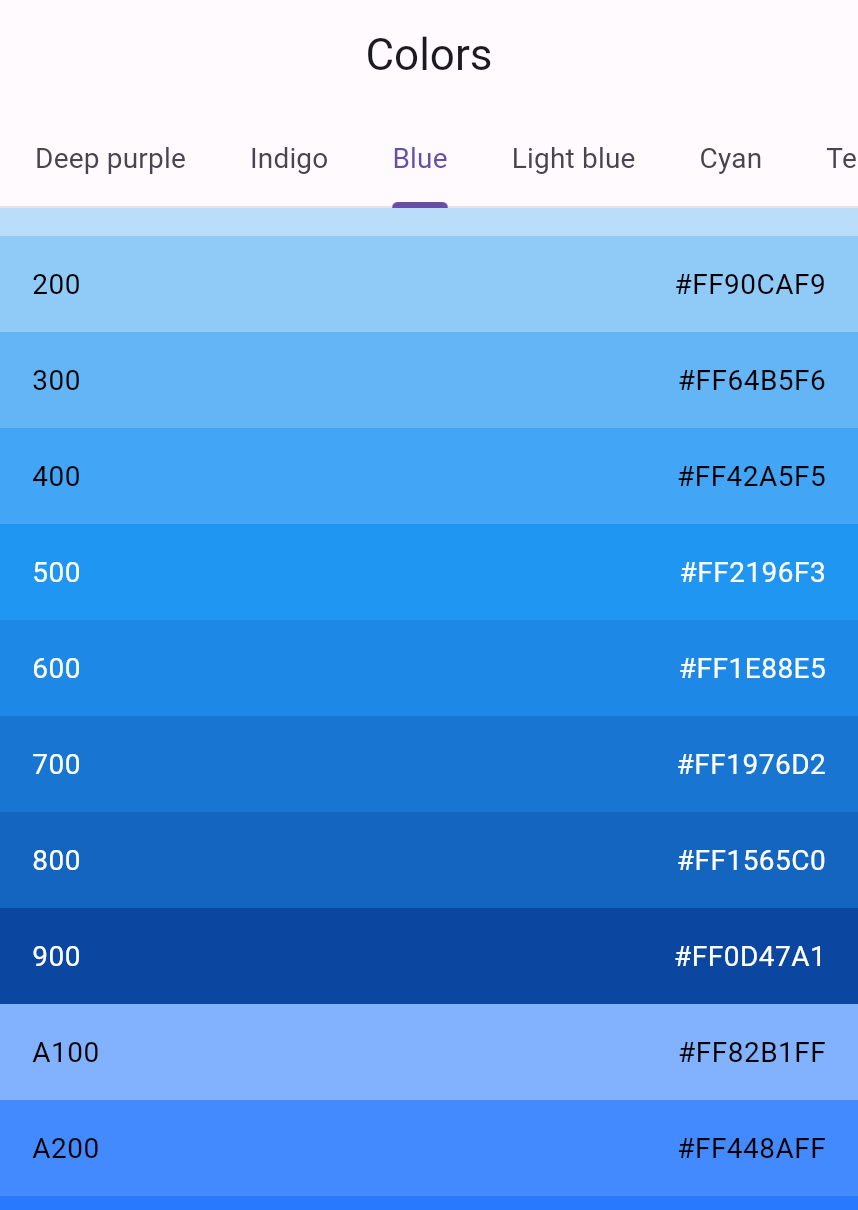 Colors
Deep purple Indigo Blue Light blue Cyan
200 #FF90CAF9
300 #FF64B5F6
400 #FF42A5F5
500 #FF2196F3
600 #FF1E88E5
700 #FF1976D2
800 #FF1565C0
900 #FF0D47A1
A100 #FF82B1FF
A200 #FF448AFF